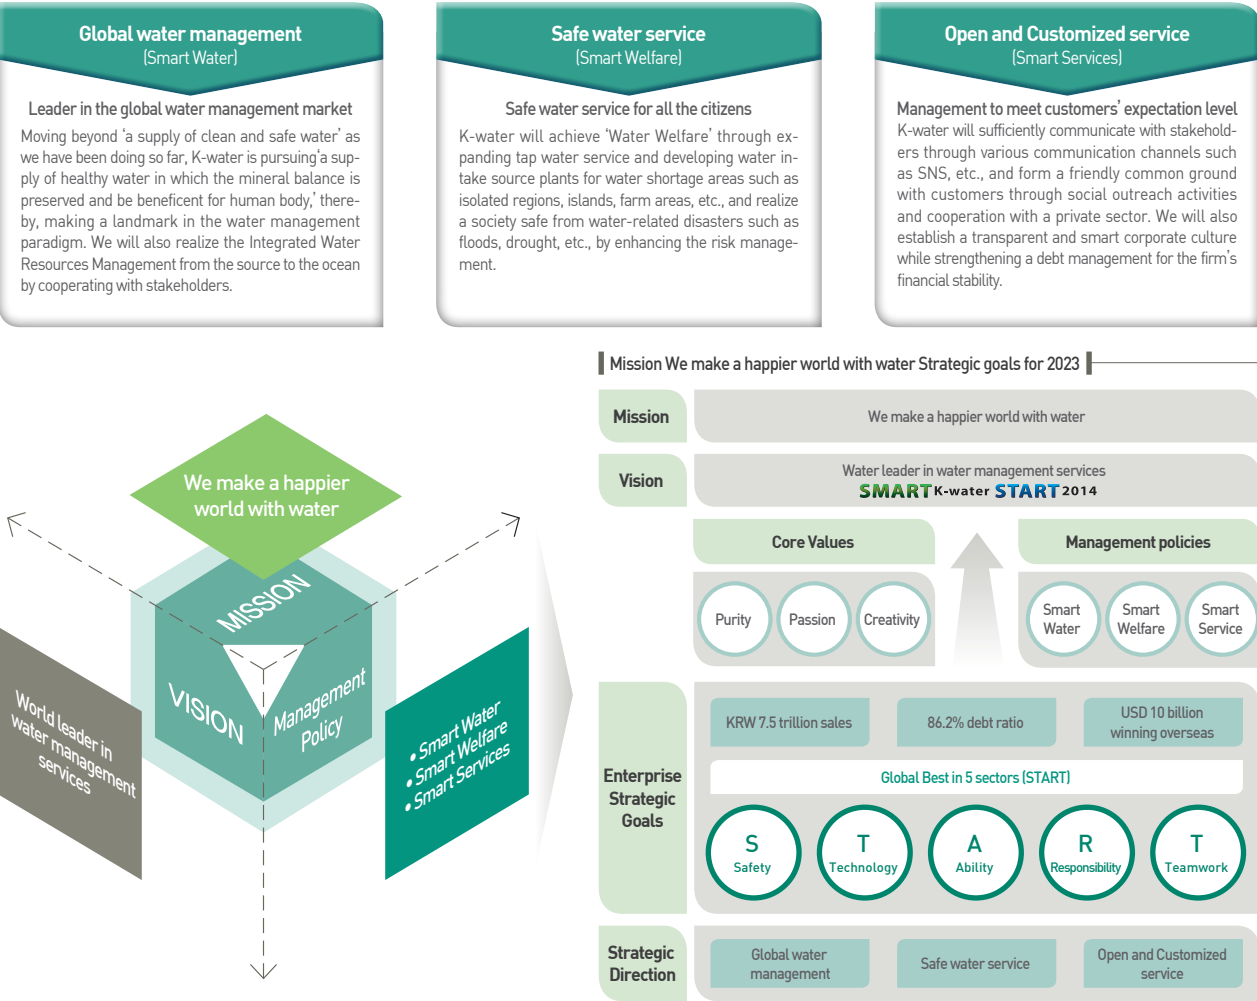 Global water management
(Smart Water)
Leader in the global water management market
Moving beyond ‘a supply of clean and safe water’ as
we have been doing so far, K-water is pursuing‘a sup-
ply of healthy water in which the mineral balance is
preserved and be beneficent for human body,’ there-
by, making a landmark in the water management
paradigm. We will also realize the Integrated Water
Resources Management from the source to the ocean
by cooperating with stakeholders.
Safe water service
(Smart Welfare)
Safe water service for all the citizens
K-water will achieve ‘Water Welfare’ through ex-
panding tap water service and developing water in-
take source plants for water shortage areas such as
isolated regions, islands, farm areas, etc., and realize
a society safe from water-related disasters such as
floods, drought, etc., by enhancing the risk manage-
ment.
Open and Customized service
(Smart Services)
Management to meet customers’ expectation level
K-water will sufficiently communicate with stakehold-
ers through various communication channels such
as SNS, etc., and form a friendly common ground
with customers through social outreach activities
and cooperation with a private sector. We will also
establish a transparent and smart corporate culture
while strengthening a debt management for the firm’s
financial stability.
We make a happier
world with water
MISSION
VISION
Management
Policy
World leader in
water management
services
• Smart Water
• Smart Welfare
• Smart Services
Mission We make a happier world with water Strategic goals for 2023
Mission
We make a happier world with water
Vision
Water leader in water management services
SMART K-water START 2014
Core Values
Purity
Passion
Creativity
Management policies
Smart
Water
Smart
Welfare
Smart
Service
Enterprise
Strategic
Goals
KRW 7.5 trillion sales
86.2% debt ratio
USD 10 billion
winning overseas
Global Best in 5 sectors (START)
S
Safety
T
Technology
A
Ability
R
Responsibility
T
Teamwork
Strategic
Direction
Global water
management
Safe water service
Open and Customized
service